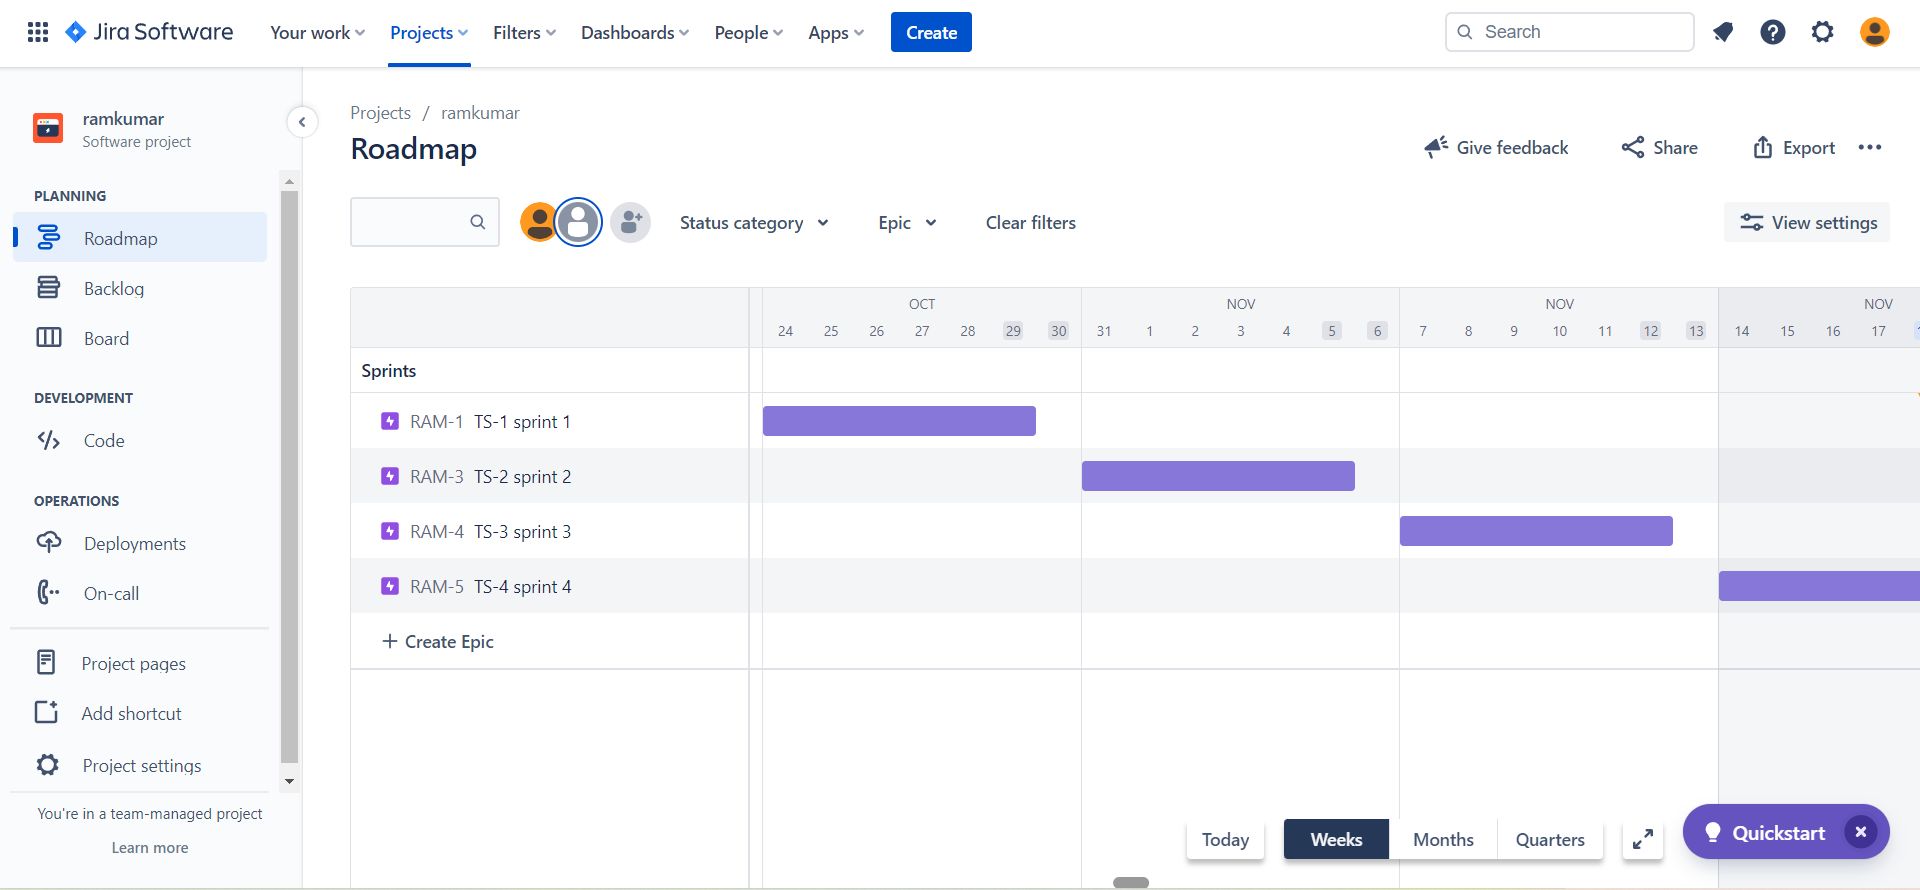 Jira Software Your work Projects Filters Dashboards People Apps Create Search
ramkumar
Software project
PLANNING
Roadmap
Backlog
Board
DEVELOPMENT
Code
OPERATIONS
Deployments
On-call
Project pages
Add shortcut
Project settings
You're in a team-managed project
Learn more
Projects / ramkumar
Roadmap
Give feedback Share Export
Status category Epic Clear filters View settings
OCT NOV NOV NOV
24 25 26 27 28 29 30 31 1 2 3 4 5 6 7 8 9 10 11 12 13 14 15 16 17
Sprints
RAM-1 TS-1 sprint 1
RAM-3 TS-2 sprint 2
RAM-4 TS-3 sprint 3
RAM-5 TS-4 sprint 4
+ Create Epic
Today Weeks Months Quarters
Quickstart